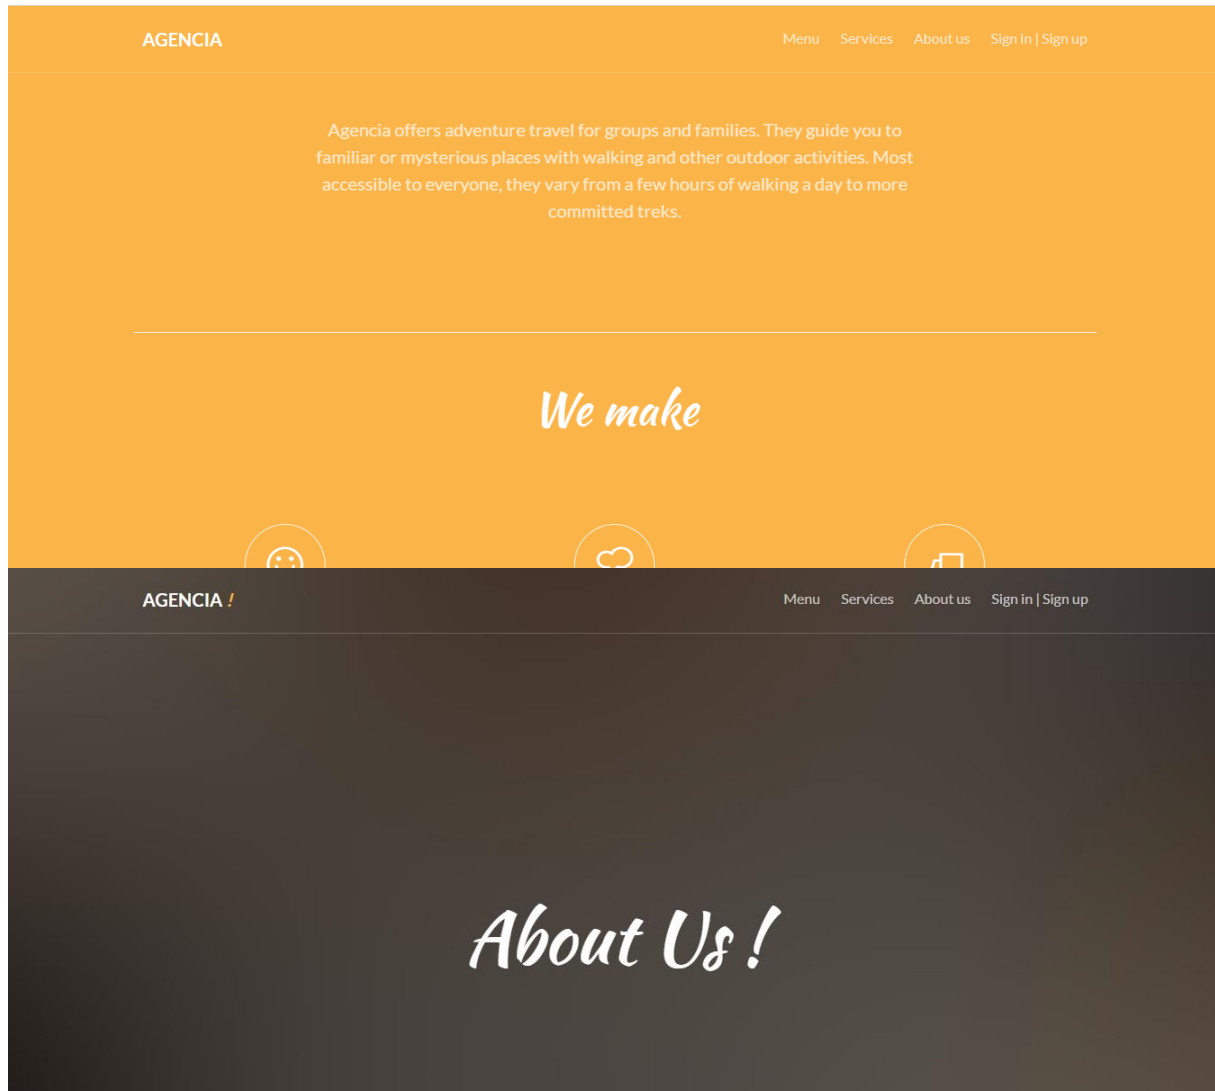 AGENCIA
Menu Services About us Sign in | Sign up
Agencia offers adventure travel for groups and families. They guide you to
familiar or mysterious places with walking and other outdoor activities. Most
accessible to everyone, they vary from a few hours of walking a day to more
committed treks.
We make
AGENCIA !
Menu Services About us Sign in | Sign up
About Us !